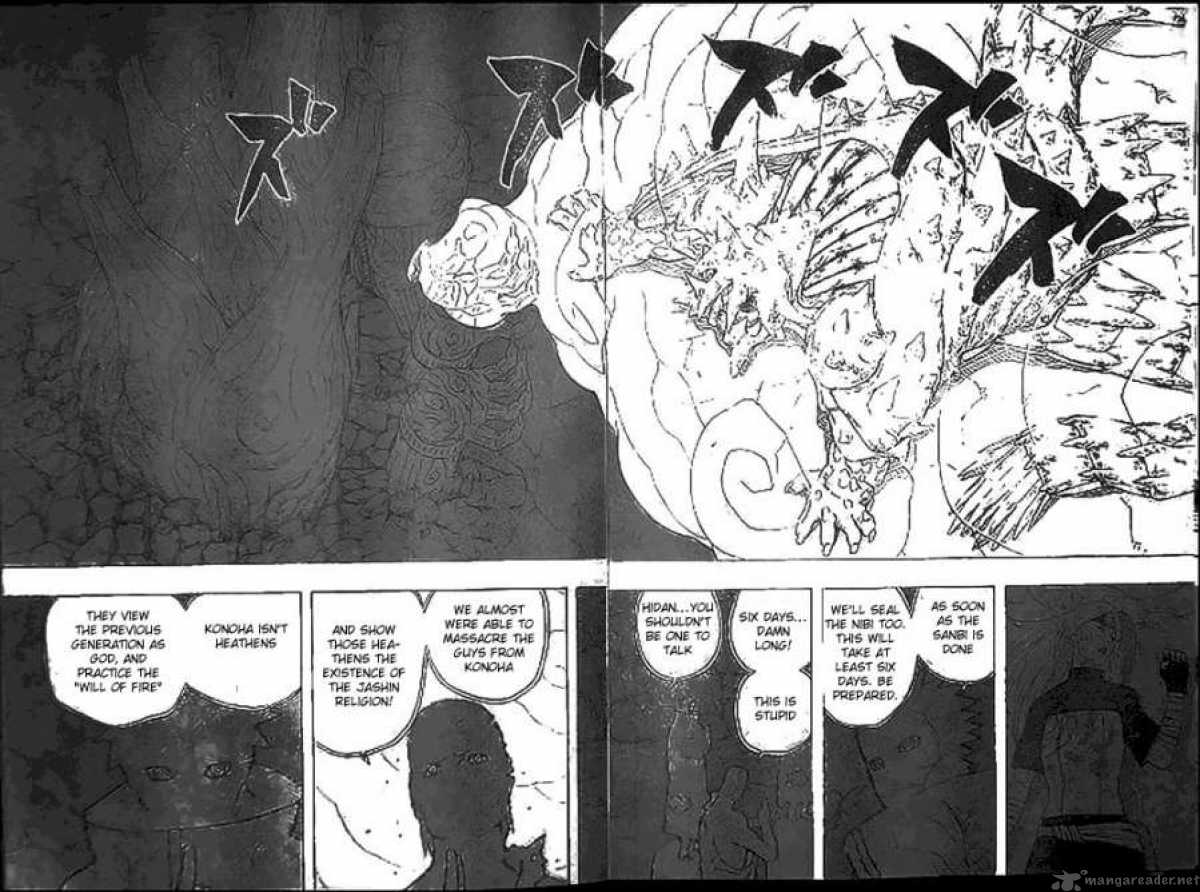 ズ
ズ
ズ
ズ
ズ
AS SOON
AS THE
SANBI IS
DONE
WE'LL SEAL
THE NIBI TOO.
THIS WILL
TAKE AT
LEAST SIX
DAYS. BE
PREPARED.
SIX DAYS...
DAMN
LONG!
THIS IS
STUPID
HIDAN...YOU
SHOULDN'T
BE ONE TO
TALK
WE ALMOST
WERE ABLE TO
MASSACRE THE
GUYS FROM
KONOHA
AND SHOW
THOSE HEA-
THENS THE
EXISTENCE OF
THE JASHIN
RELIGION!
KONOHA ISN'T
HEATHENS
THEY VIEW
THE PREVIOUS
GENERATION AS
GOD, AND
PRACTICE THE
"WILL OF FIRE"
mangareader.net